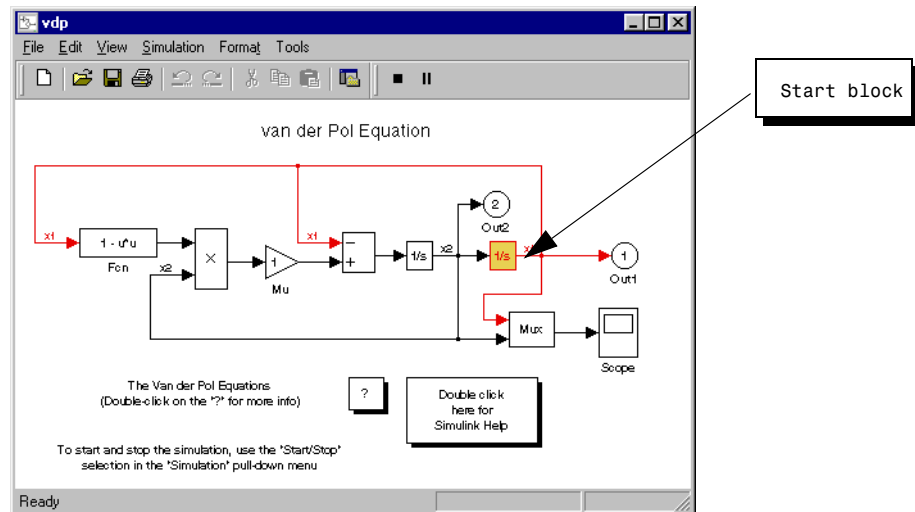 vdp
File Edit View Simulation Format Tools
Start block
van der Pol Equation
2
Out2
x1
x1
x2
x1
1 - u*u
Fcn
x2
×
1
Mu
−
+
1/s
1/s
1
Out1
Mux
Scope
The Van der Pol Equations
(Double-click on the "?" for more info)
?
Double click
here for
Simulink Help
To start and stop the simulation, use the "Start/Stop"
selection in the "Simulation" pull-down menu
Ready